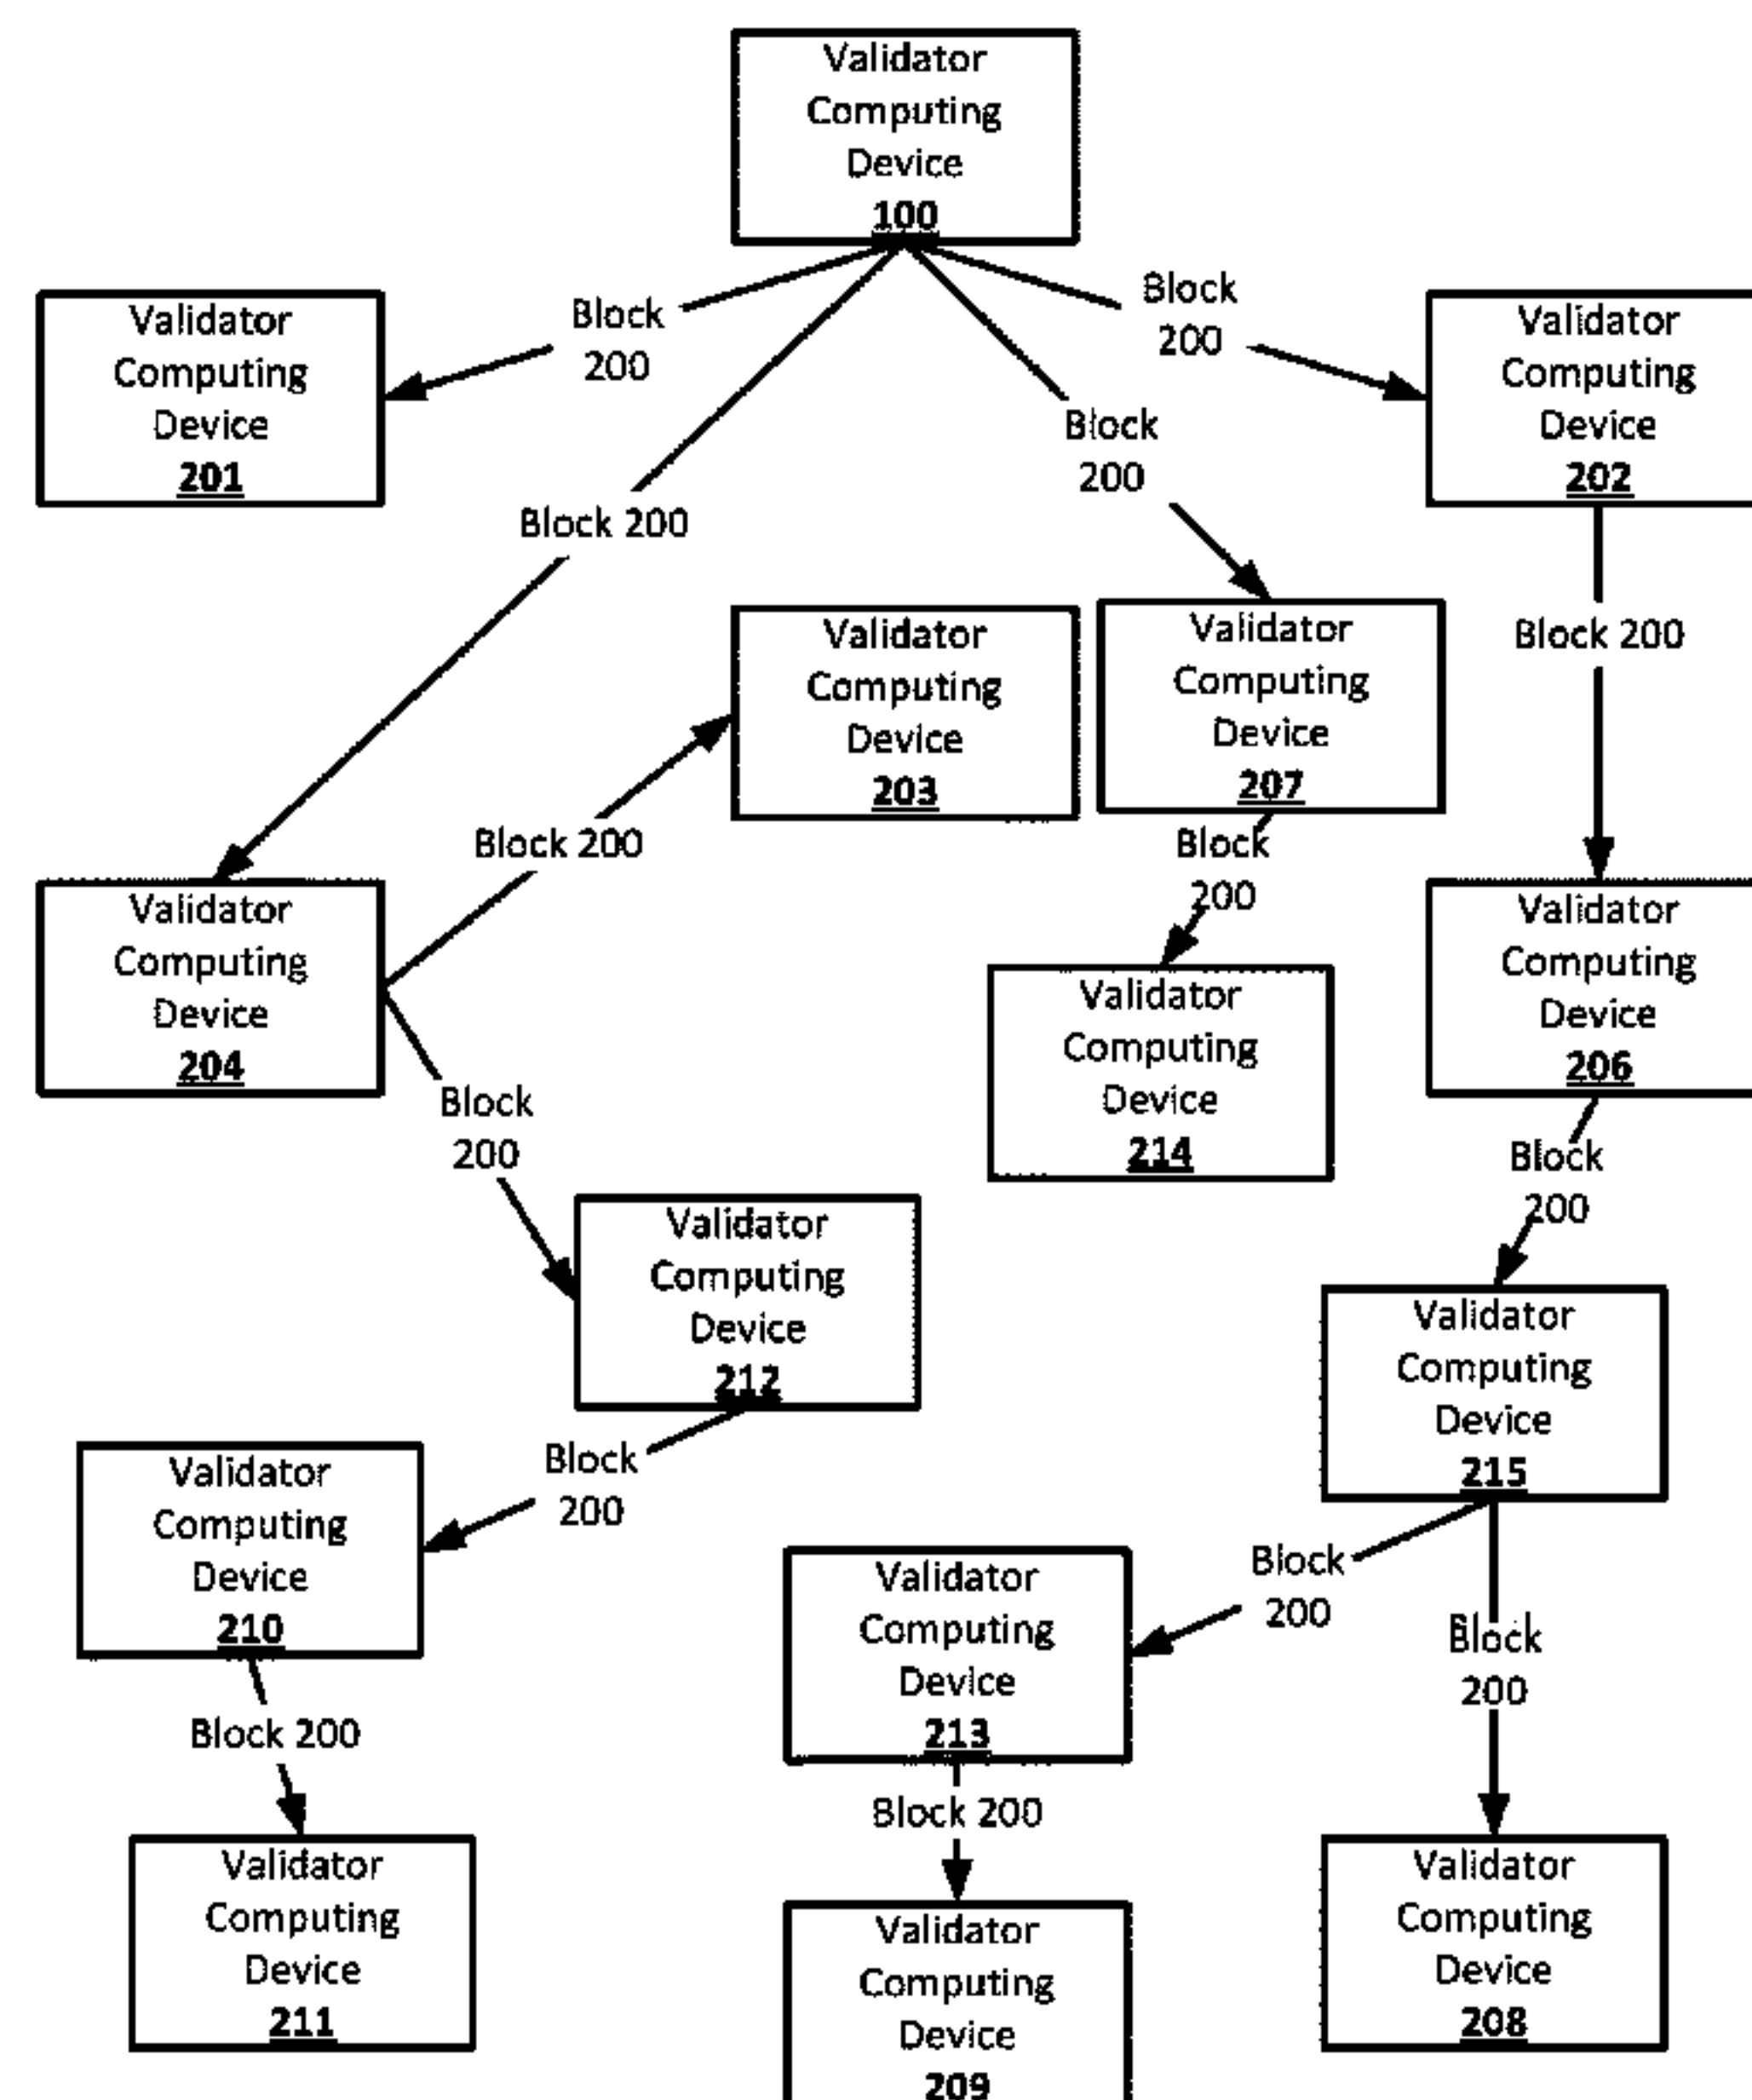 Validator
Computing
Device
100
Block
200
Block
200
Validator
Computing
Device
201
Validator
Computing
Device
202
Block
200
Block 200
Validator
Computing
Device
203
Validator
Computing
Device
207
Block 200
Block 200
Block
200
Validator
Computing
Device
204
Validator
Computing
Device
206
Validator
Computing
Device
214
Block
200
Block
200
Validator
Computing
Device
212
Validator
Computing
Device
215
Block
200
Validator
Computing
Device
210
Block
200
Validator
Computing
Device
213
Block
200
Block 200
Block 200
Validator
Computing
Device
211
Validator
Computing
Device
209
Validator
Computing
Device
208